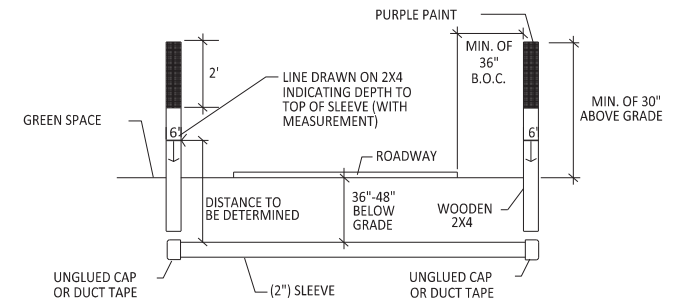 PURPLE PAINT
MIN. OF
36"
B.O.C.
2'
LINE DRAWN ON 2X4
INDICATING DEPTH TO
TOP OF SLEEVE (WITH
MEASUREMENT)
MIN. OF 30"
ABOVE GRADE
GREEN SPACE
6'
6'
ROADWAY
DISTANCE TO
BE DETERMINED
36"-48"
BELOW
GRADE
WOODEN
2X4
UNGLUED CAP
OR DUCT TAPE
(2") SLEEVE
UNGLUED CAP
OR DUCT TAPE